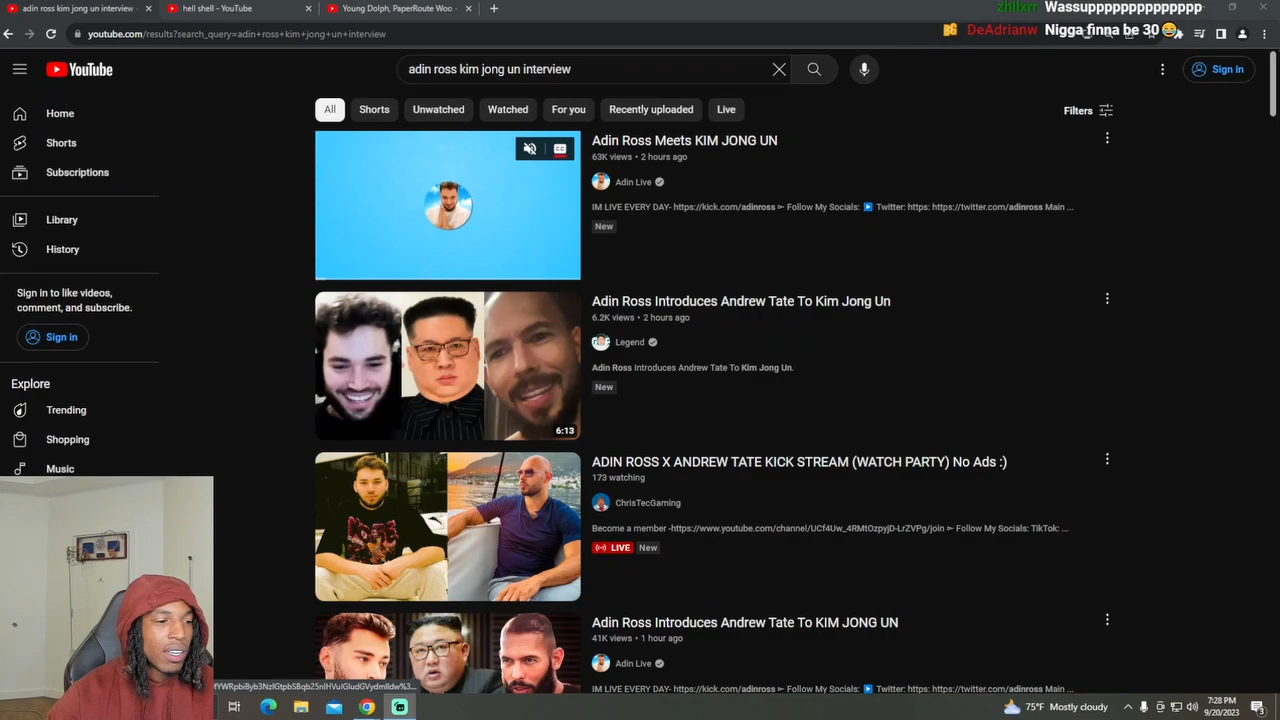 adin ross kim jong un interview
hell shell - YouTube
Young Dolph, PaperRoute Woo -
zhilxrr Wassupppppppppppppp
youtube.com/results?search_query=adin+ross+kim+jong+un+interview
DeAdrianw Nigga finna be 30 😂
YouTube
adin ross kim jong un interview
Sign in
All
Shorts
Unwatched
Watched
For you
Recently uploaded
Live
Filters
Home
Shorts
Subscriptions
Library
History
Sign in to like videos,
comment, and subscribe.
Sign in
Explore
Trending
Shopping
Music
CC
Adin Ross Meets KIM JONG UN
63K views • 2 hours ago
Adin Live
IM LIVE EVERY DAY- https://kick.com/adinross ➳ Follow My Socials: ▶️ Twitter: https: https://twitter.com/adinross Main ...
New
6:13
Adin Ross Introduces Andrew Tate To Kim Jong Un
6.2K views • 2 hours ago
Legend
Adin Ross Introduces Andrew Tate To Kim Jong Un.
New
ADIN ROSS X ANDREW TATE KICK STREAM (WATCH PARTY) No Ads :)
173 watching
ChrisTecGaming
Become a member -https://www.youtube.com/channel/UCf4Uw_4RMtOzpyjD-LrZVPg/join ➳ Follow My Socials: TikTok: ...
LIVE
New
Adin Ross Introduces Andrew Tate To KIM JONG UN
41K views • 1 hour ago
Adin Live
IM LIVE EVERY DAY- https://kick.com/adinross ➳ Follow My Socials: ▶️ Twitter: https: https://twitter.com/adinross Main ...
75°F Mostly cloudy
7:28 PM
9/20/2023